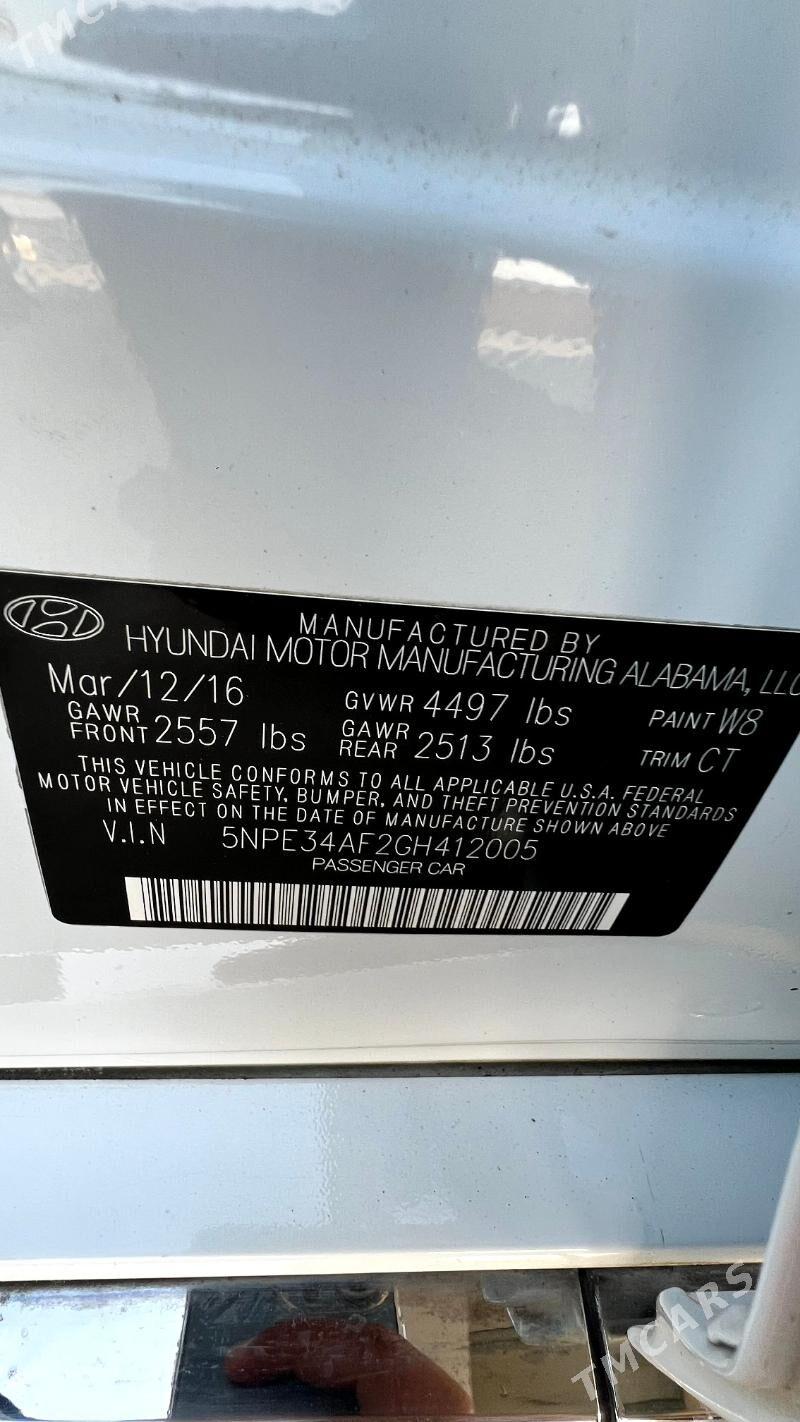 TMCARS
MANUFACTURED BY
HYUNDAI MOTOR MANUFACTURING ALABAMA, LLC
Mar/12/16 GVWR 4497 lbs PAINT W8
GAWR FRONT 2557 lbs GAWR REAR 2513 lbs TRIM CT
THIS VEHICLE CONFORMS TO ALL APPLICABLE U.S.A. FEDERAL
MOTOR VEHICLE SAFETY, BUMPER, AND THEFT PREVENTION STANDARDS
IN EFFECT ON THE DATE OF MANUFACTURE SHOWN ABOVE
V.I.N 5NPE34AF2GH412005
PASSENGER CAR
TMCARS